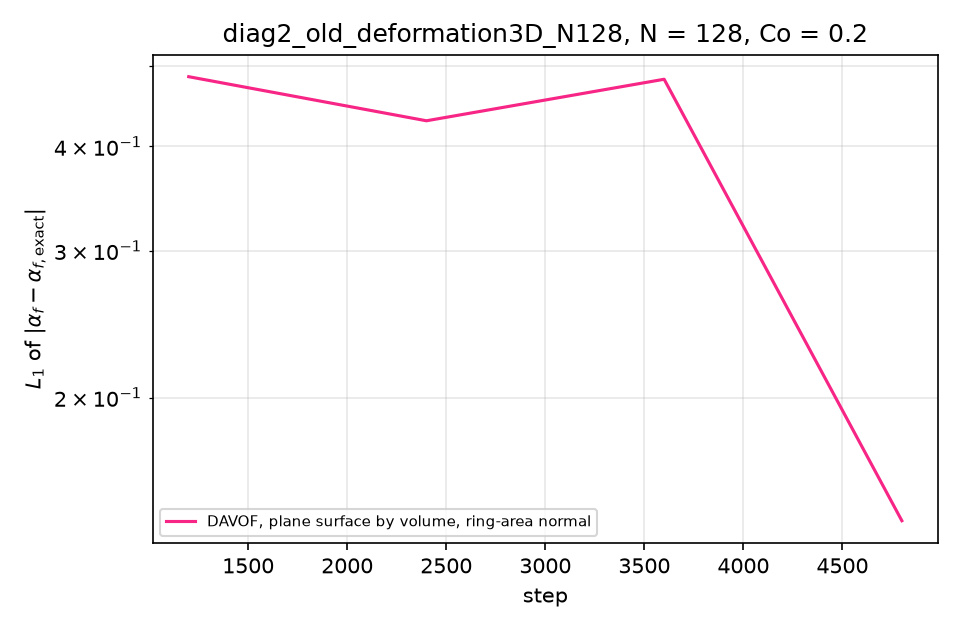 diag2_old_deformation3D_N128, N = 128, Co = 0.2
L₁ of |α_f − α_{f,exact}|
4 × 10⁻¹
3 × 10⁻¹
2 × 10⁻¹
DAVOF, plane surface by volume, ring-area normal
1500 2000 2500 3000 3500 4000 4500
step